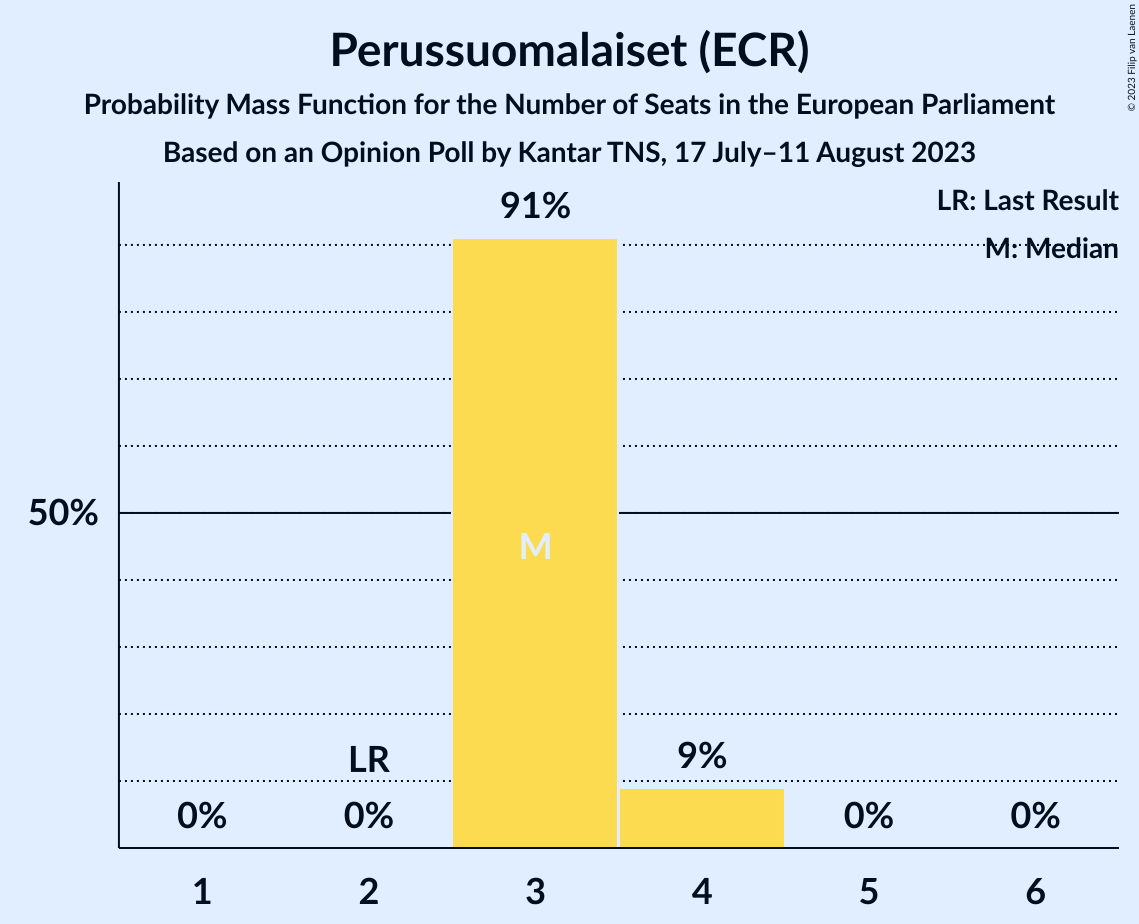 Perussuomalaiset (ECR)
Probability Mass Function for the Number of Seats in the European Parliament
Based on an Opinion Poll by Kantar TNS, 17 July–11 August 2023
© 2023 Filip van Laenen
LR: Last Result
M: Median
91%
50%
M
LR
9%
0% 0% 0% 0%
1 2 3 4 5 6